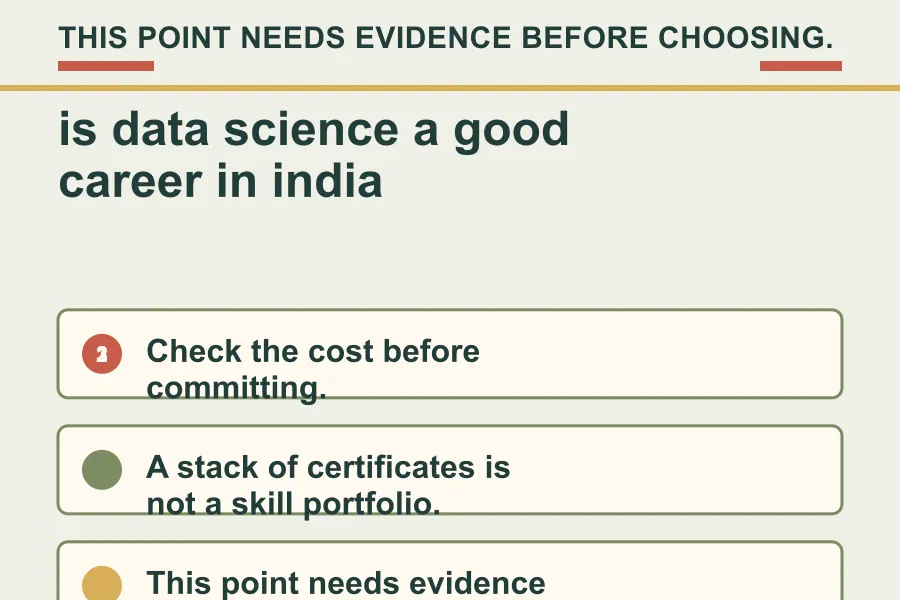 THIS POINT NEEDS EVIDENCE BEFORE CHOOSING.
is data science a good
career in india
Check the cost before
committing.
A stack of certificates is
not a skill portfolio.
This point needs evidence